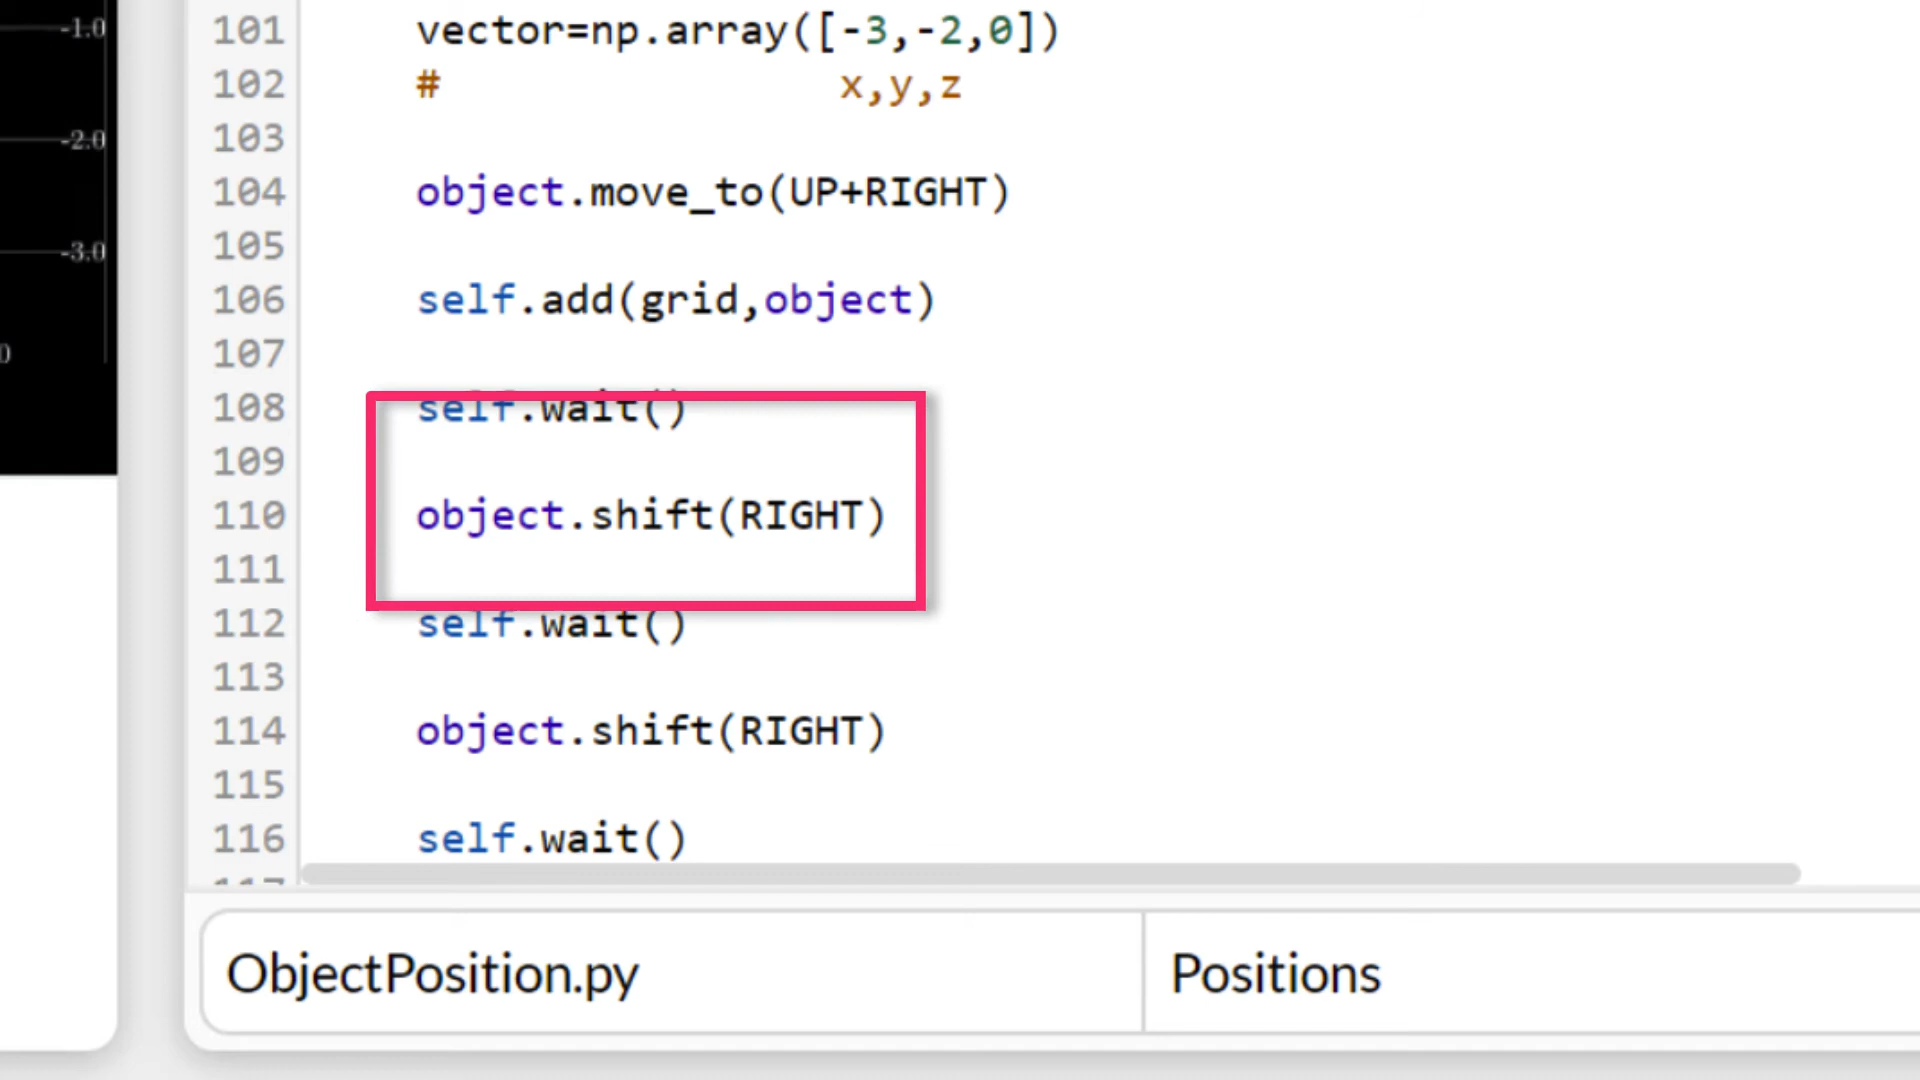 -1.0
-2.0
-3.0
0
101 vector=np.array([-3,-2,0])
102 # x,y,z
103
104 object.move_to(UP+RIGHT)
105
106 self.add(grid,object)
107
108 self.wait()
109
110 object.shift(RIGHT)
111
112 self.wait()
113
114 object.shift(RIGHT)
115
116 self.wait()
ObjectPosition.py
Positions